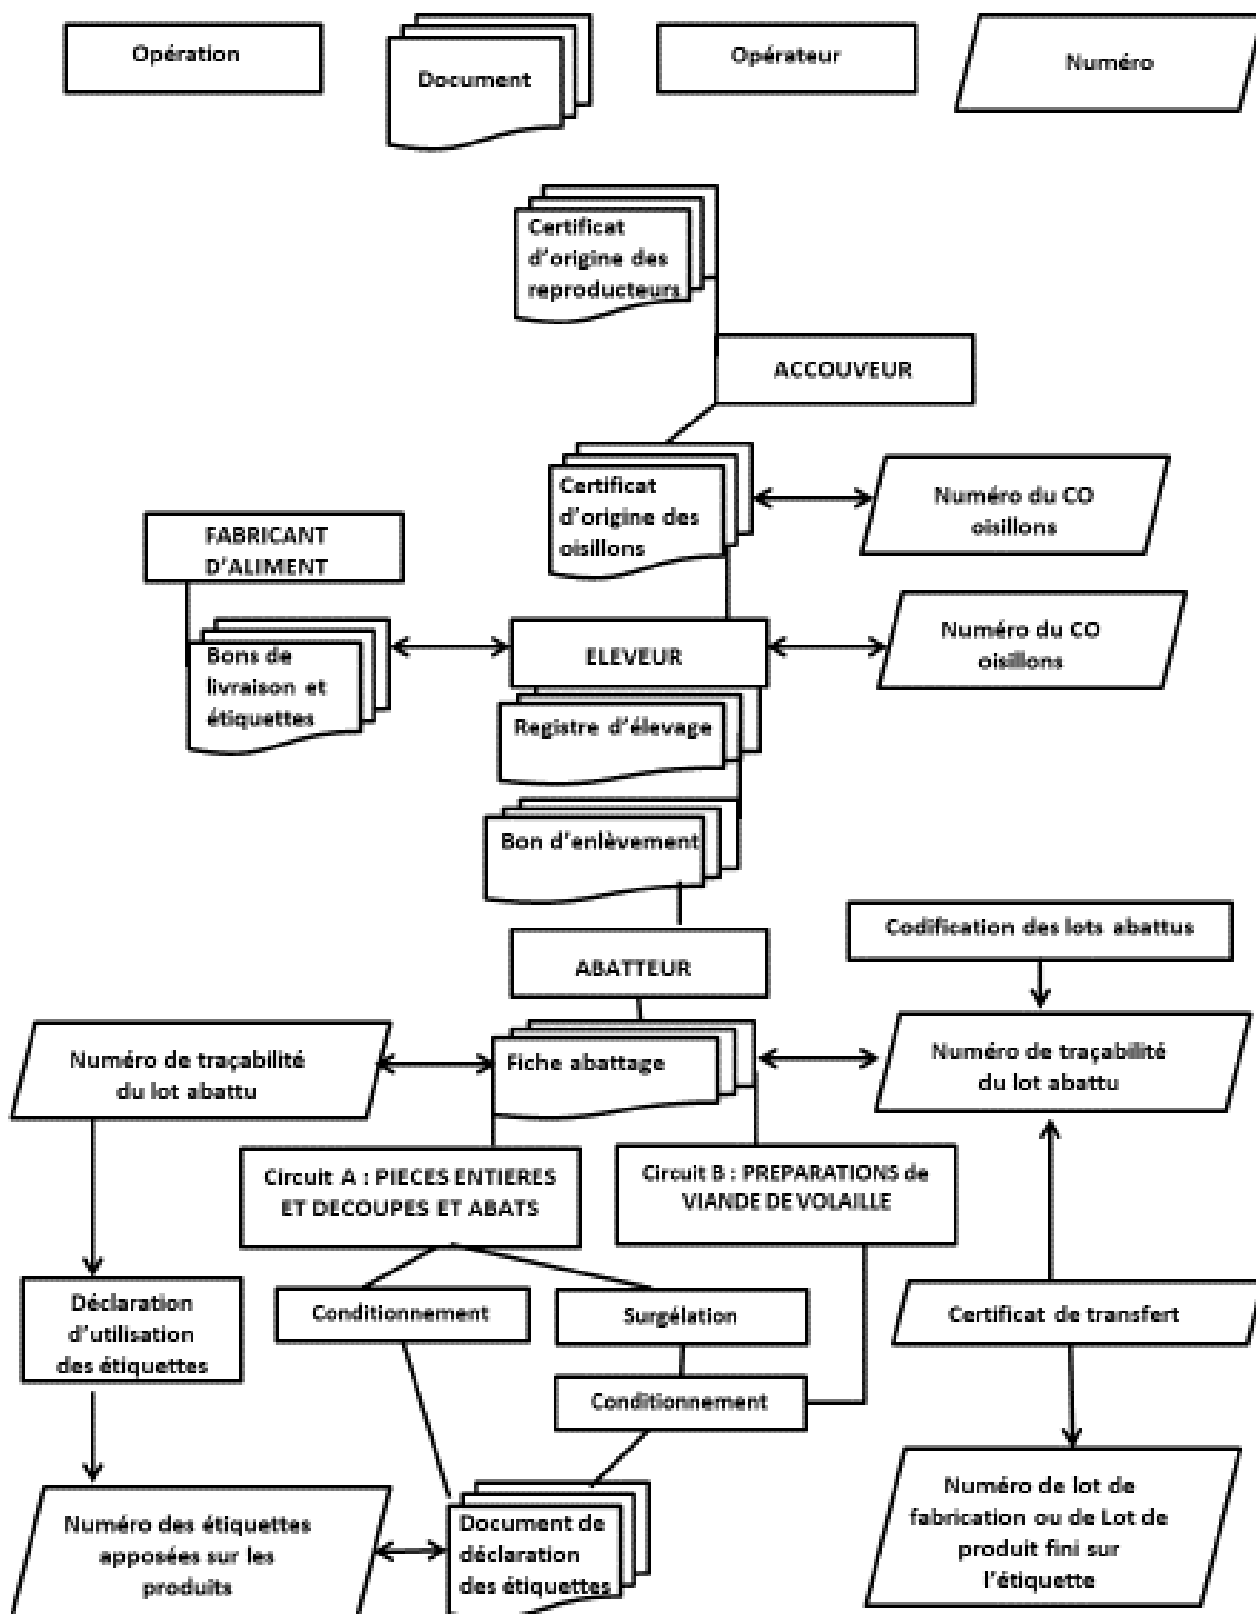 Opération
Document
Opérateur
Numéro
Certificat
d'origine des
reproducteurs
ACCOUVEUR
Certificat
d'origine des
oisillons
Numéro du CO
oisillons
FABRICANT
D'ALIMENT
Bons de
livraison et
étiquettes
ELEVEUR
Numéro du CO
oisillons
Registre d'élevage
Bon d'enlèvement
Codification des lots abattus
ABATTEUR
Numéro de traçabilité
du lot abattu
Fiche abattage
Numéro de traçabilité
du lot abattu
Circuit A : PIECES ENTIERES
ET DECOUPES ET ABATS
Circuit B : PREPARATIONS de
VIANDE DE VOLAILLE
Déclaration
d'utilisation
des étiquettes
Conditionnement
Surgélation
Certificat de transfert
Conditionnement
Numéro des étiquettes
apposées sur les
produits
Document de
déclaration
des étiquettes
Numéro de lot de
fabrication ou de Lot de
produit fini sur
l'étiquette